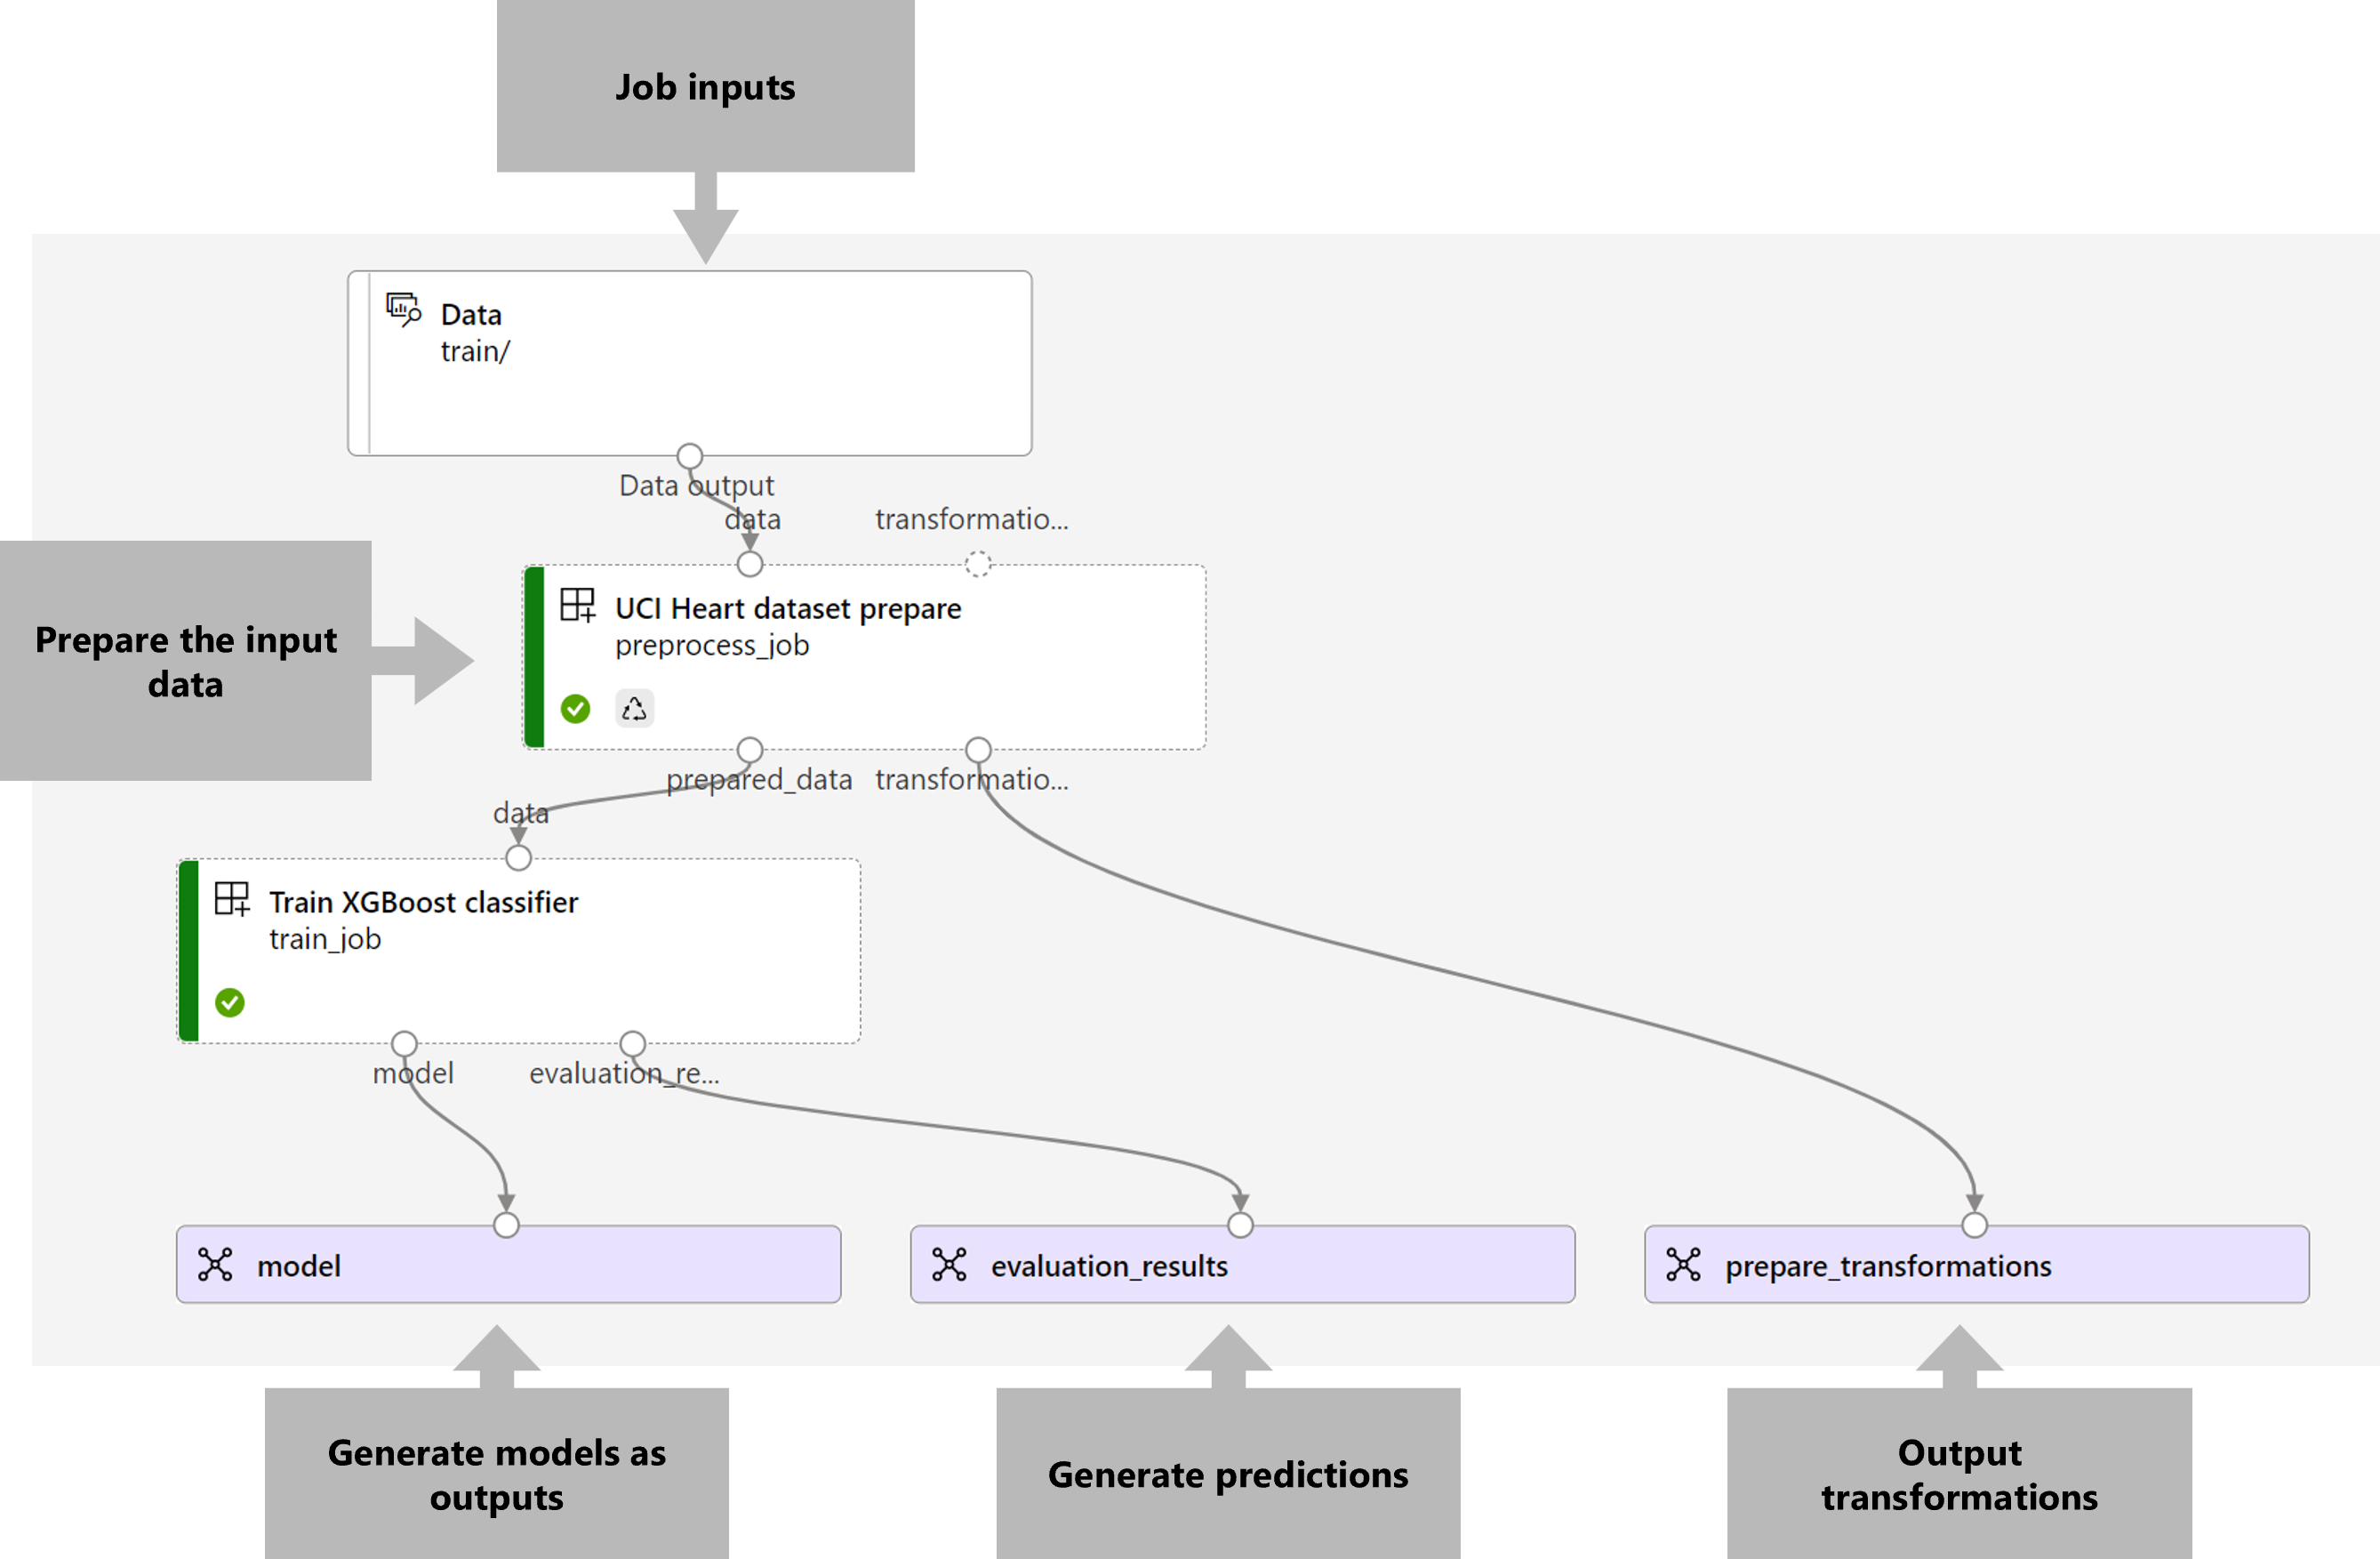 Job inputs
Data
train/
Data output
data
transformatio...
UCI Heart dataset prepare
preprocess_job
Prepare the input
data
prepared_data
transformatio...
data
Train XGBoost classifier
train_job
model
evaluation_re...
model
evaluation_results
prepare_transformations
Generate models as
outputs
Generate predictions
Output
transformations